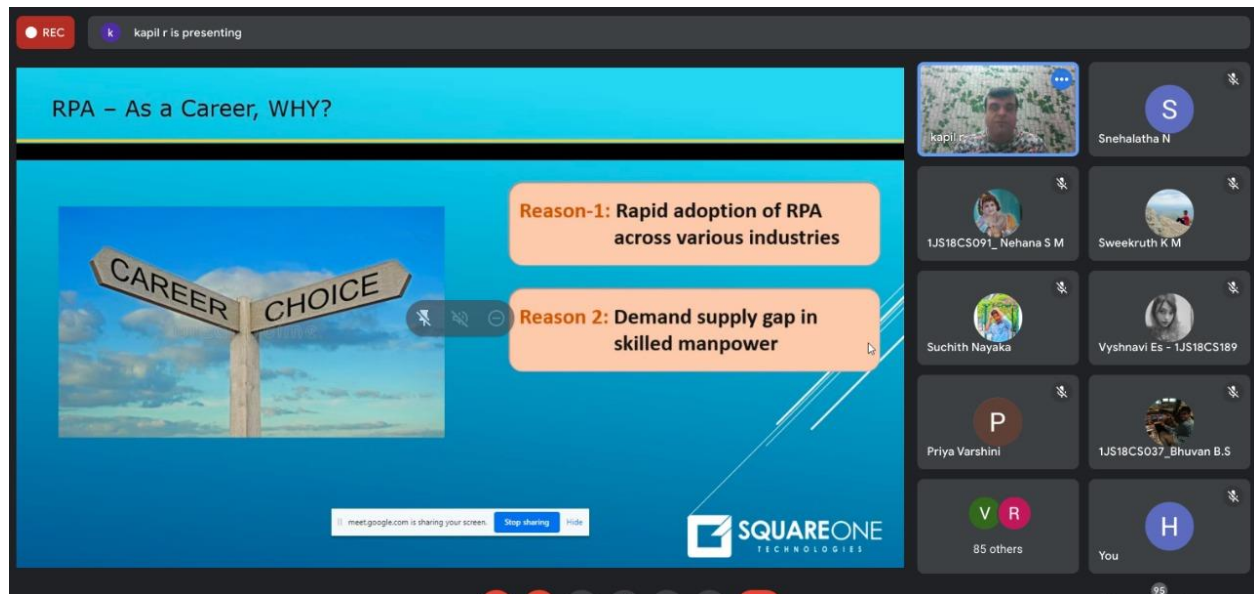 REC
k
kapil r is presenting
RPA – As a Career, WHY?
CAREER
CHOICE
Reason-1: Rapid adoption of RPA
across various industries
Reason 2: Demand supply gap in
skilled manpower
meet.google.com is sharing your screen.
Stop sharing
Hide
SQUAREONE
TECHNOLOGIES
kapil r
S
Snehalatha N
1JS18CS091_ Nehana S M
Sweekruth K M
Suchith Nayaka
Vyshnavi Es - 1JS18CS189
P
Priya Varshini
1JS18CS037_Bhuvan B.S
V R
85 others
H
You
95